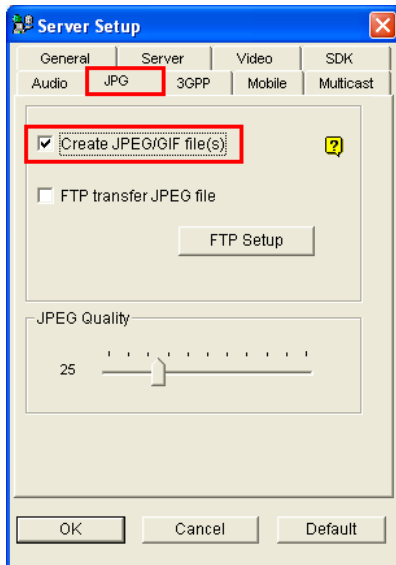 Server Setup
General Server Video SDK
Audio JPG 3GPP Mobile Multicast
Create JPEG/GIF file(s)
?
FTP transfer JPEG file
FTP Setup
JPEG Quality
25
OK Cancel Default